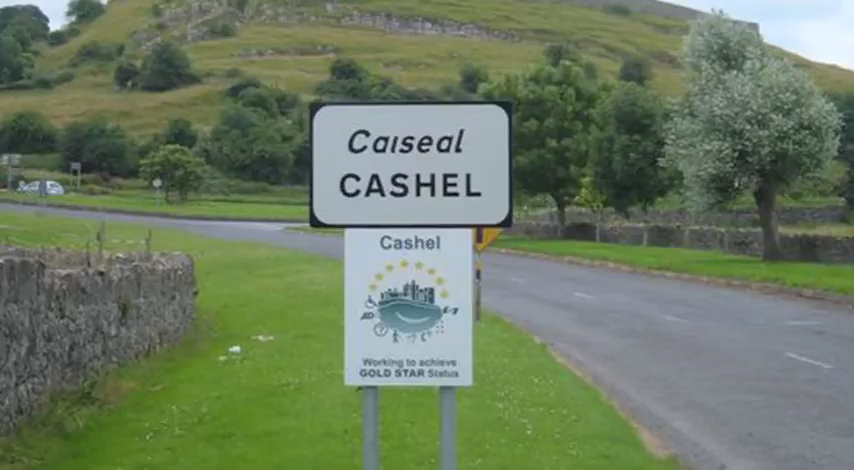 Caiseal
CASHEL
Cashel
Working to achieve
GOLD STAR Status